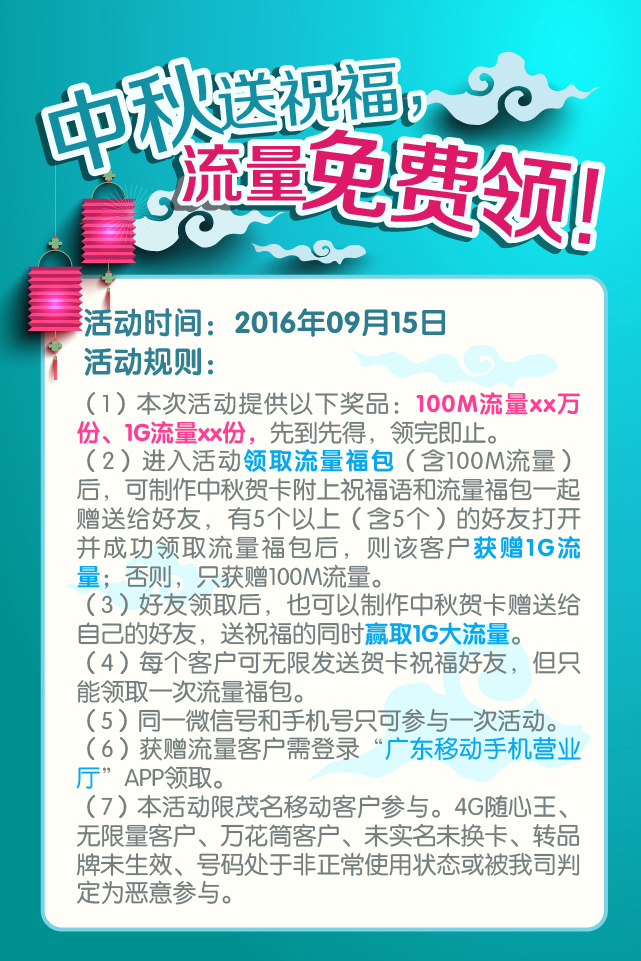 中秋送祝福，
流量免费领！
活动时间：2016年09月15日
活动规则：
（1）本次活动提供以下奖品：100M流量xx万
份、1G流量xx份，先到先得，领完即止。
（2）进入活动领取流量福包（含100M流量）
后，可制作中秋贺卡附上祝福语和流量福包一起
赠送给好友，有5个以上（含5个）的好友打开
并成功领取流量福包后，则该客户获赠1G流
量；否则，只获赠100M流量。
（3）好友领取后，也可以制作中秋贺卡赠送给
自己的好友，送祝福的同时赢取1G大流量。
（4）每个客户可无限发送贺卡祝福好友，但只
能领取一次流量福包。
（5）同一微信号和手机号只可参与一次活动。
（6）获赠流量客户需登录“广东移动手机营业
厅”APP领取。
（7）本活动限茂名移动客户参与。4G随心王、
无限量客户、万花筒客户、未实名未换卡、转品
牌未生效、号码处于非正常使用状态或被我司判
定为恶意参与。